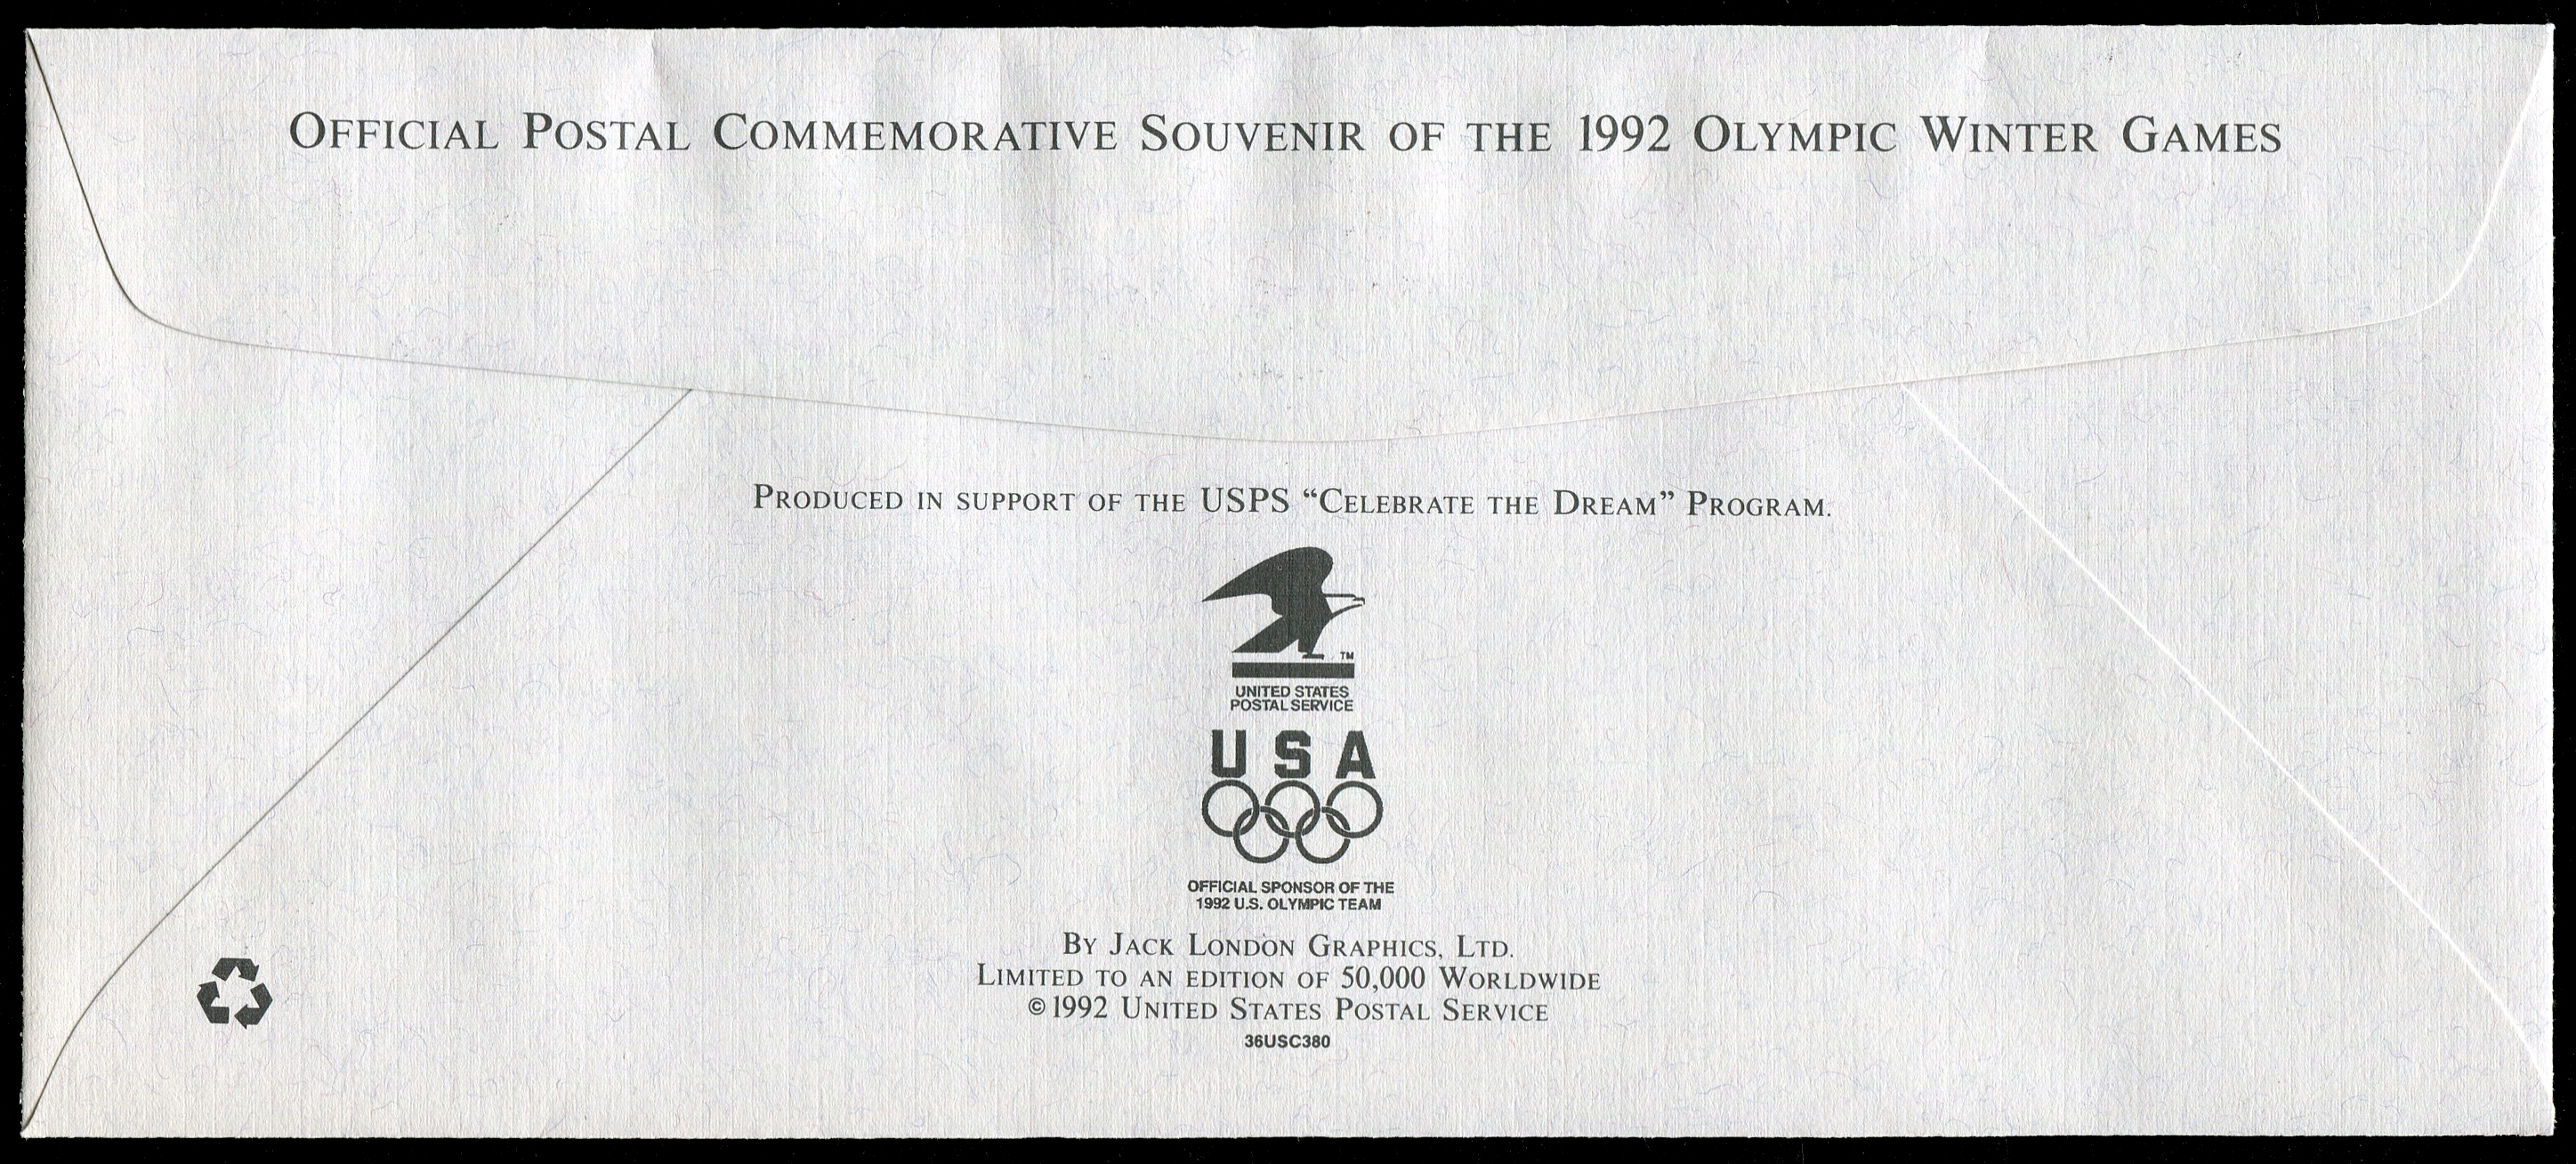 OFFICIAL POSTAL COMMEMORATIVE SOUVENIR OF THE 1992 OLYMPIC WINTER GAMES
PRODUCED IN SUPPORT OF THE USPS “CELEBRATE THE DREAM” PROGRAM.
TM
UNITED STATES
POSTAL SERVICE
USA
OFFICIAL SPONSOR OF THE
1992 U.S. OLYMPIC TEAM
BY JACK LONDON GRAPHICS, LTD.
LIMITED TO AN EDITION OF 50,000 WORLDWIDE
©1992 UNITED STATES POSTAL SERVICE
36USC380